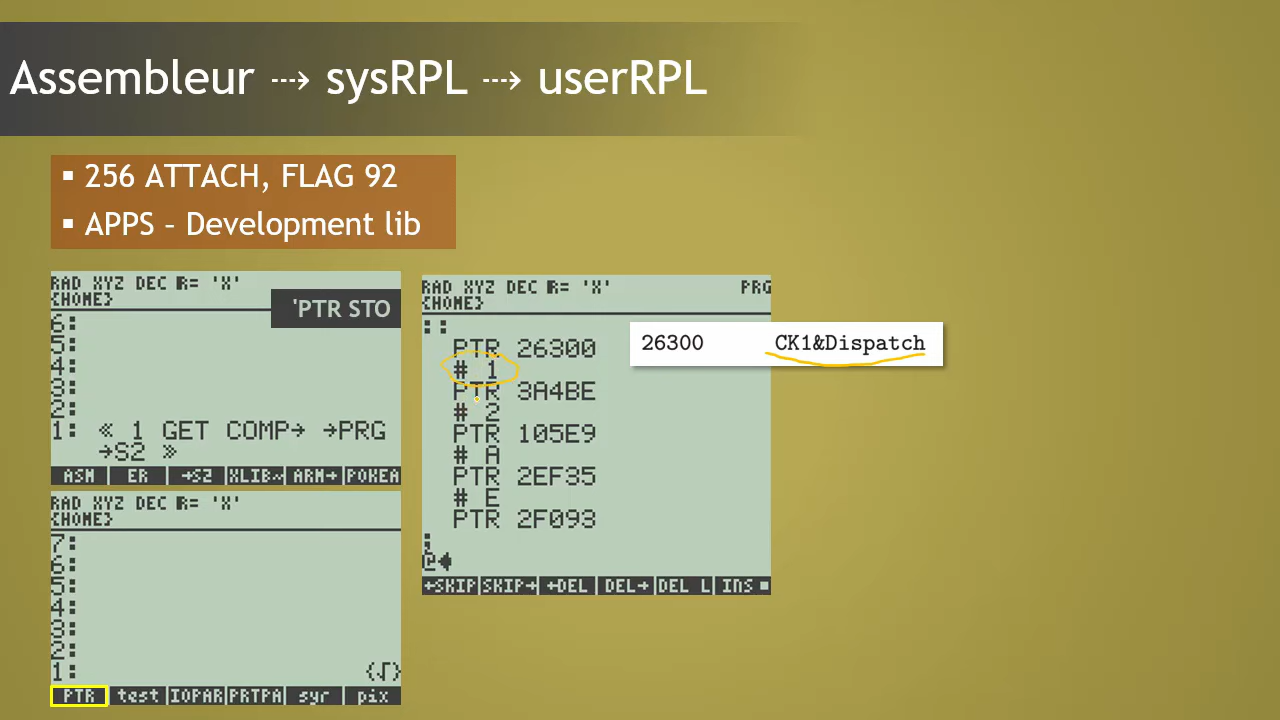 Assembleur ⤏ sysRPL ⤏ userRPL
▪ 256 ATTACH, FLAG 92
▪ APPS – Development lib
RAD XYZ DEC R= 'X'
{HOME}
'PTR STO
6:
5:
4:
3:
2:
1: « 1 GET COMP→ →PRG
→S2 »
ASM ER →S2 XLIB~ ARM→ POKEA
RAD XYZ DEC R= 'X'
{HOME}
7:
6:
5:
4:
3:
2:
1: {√}
PTR test IOPAR PRTPA syr pix
RAD XYZ DEC R= 'X' PRG
{HOME}
::
PTR 26300
# 1
PTR 3A4BE
# 2
PTR 105E9
# A
PTR 2EF35
# E
PTR 2F093
;
@
←SKIP SKIP→ ←DEL DEL→ DEL L INS ▪
26300 CK1&Dispatch